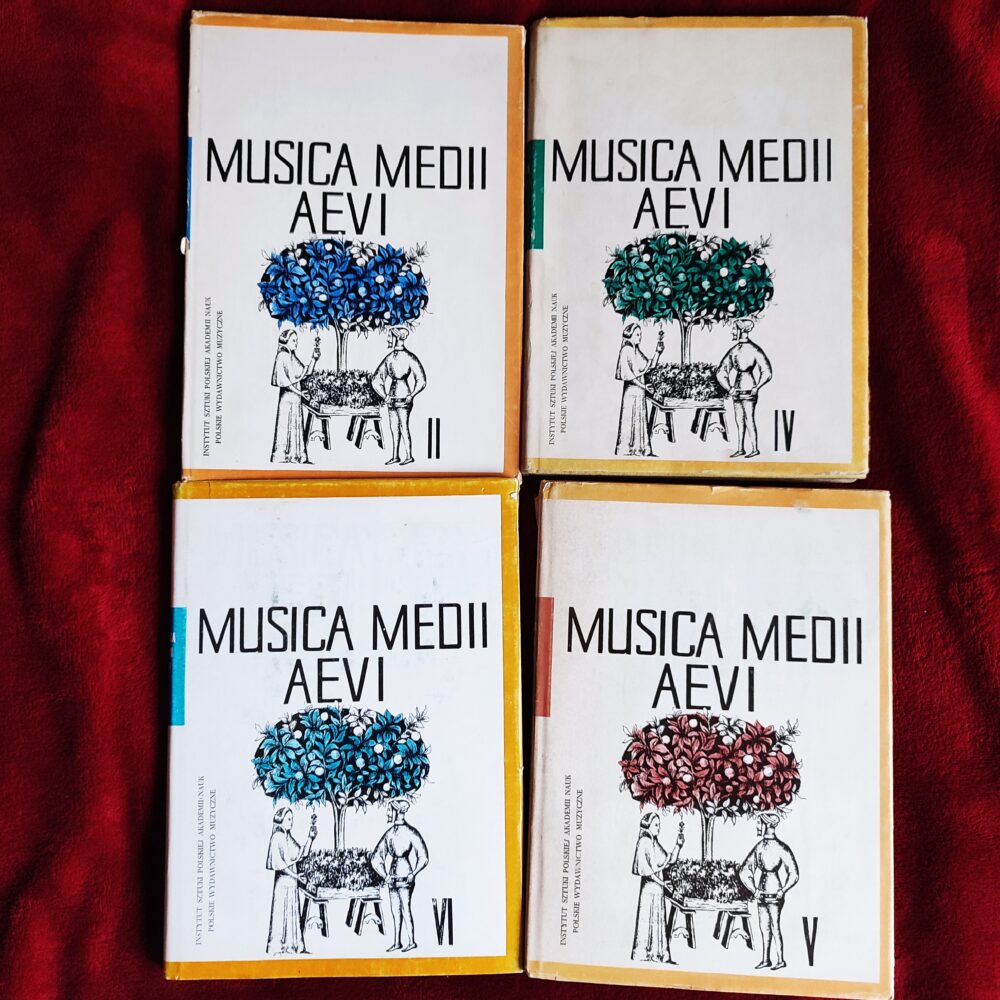 MUSICA MEDII
AEVI
INSTYTUT SZTUKI POLSKIEJ AKADEMII NAUK
POLSKIE WYDAWNICTWO MUZYCZNE
II
MUSICA MEDII
AEVI
INSTYTUT SZTUKI POLSKIEJ AKADEMII NAUK
POLSKIE WYDAWNICTWO MUZYCZNE
IV
MUSICA MEDII
AEVI
INSTYTUT SZTUKI POLSKIEJ AKADEMII NAUK
POLSKIE WYDAWNICTWO MUZYCZNE
VI
MUSICA MEDII
AEVI
INSTYTUT SZTUKI POLSKIEJ AKADEMII NAUK
POLSKIE WYDAWNICTWO MUZYCZNE
V